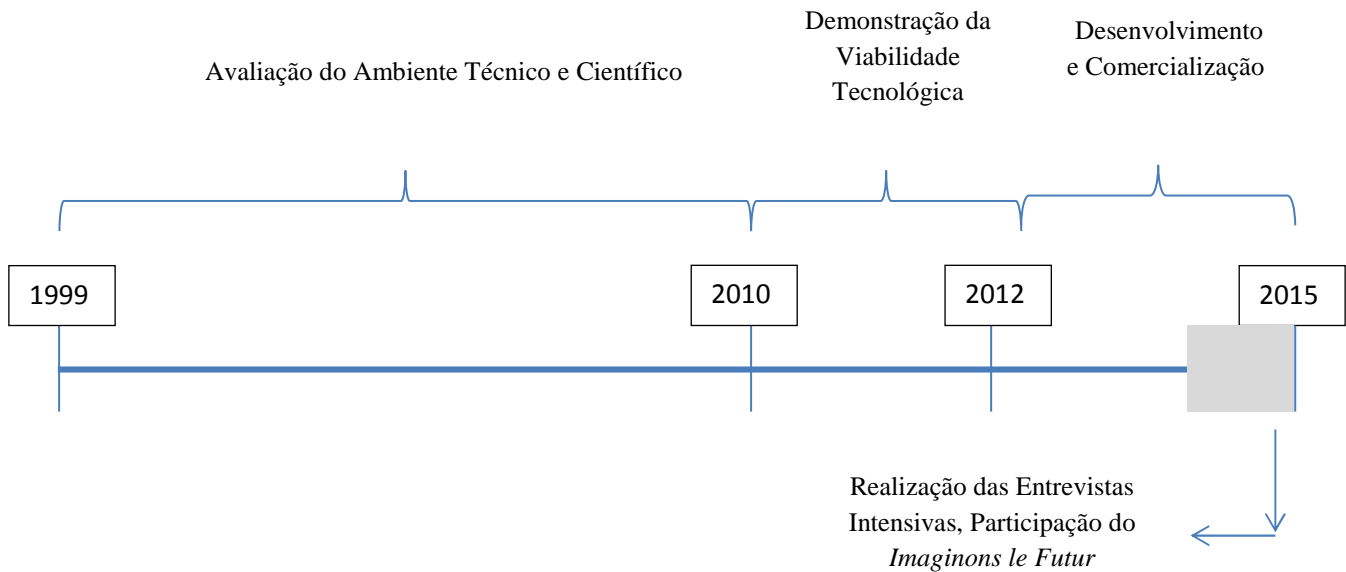 Avaliação do Ambiente Técnico e Científico
Demonstração da
Viabilidade
Tecnológica
Desenvolvimento
e Comercialização
1999
2010
2012
2015
Realização das Entrevistas
Intensivas, Participação do
Imaginons le Futur